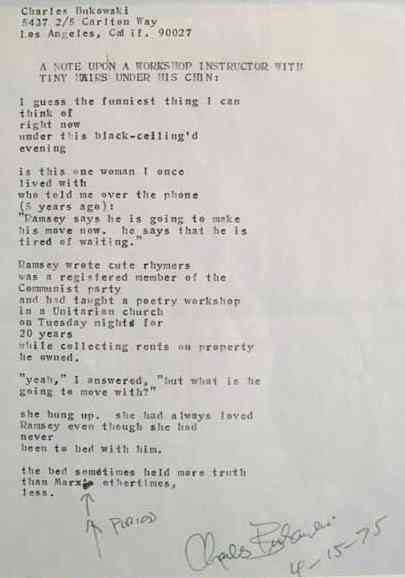 Charles Bukowski
5437 2/5 Carlton Way
Los Angeles, Calif. 90027
A NOTE UPON A WORKSHOP INSTRUCTOR WITH
TINY HAIRS UNDER HIS CHIN:
I guess the funniest thing I can
think of
right now
under this black-ceiling'd
evening
is this one woman I once
lived with
who told me over the phone
(5 years ago):
"Ramsey says he is going to make
his move now. he says that he is
tired of waiting."
Ramsey wrote cute rhymers
was a registered member of the
Communist party
and had taught a poetry workshop
in a Unitarian church
on Tuesday nights for
20 years
while collecting rents on property
he owned.
"yeah," I answered, "but what is he
going to move with?"
she hung up. she had always loved
Ramsey even though she had
never
been to bed with him.
the bed sometimes held more truth
than Marx. othertimes,
less.
PERIOD
Charles Bukowski
4-15-75